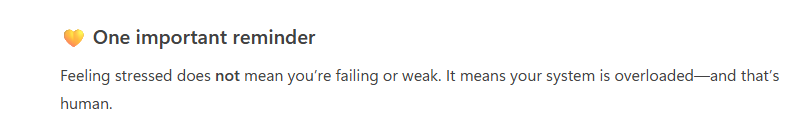 💛 One important reminder
Feeling stressed does not mean you’re failing or weak. It means your system is overloaded—and that’s
human.